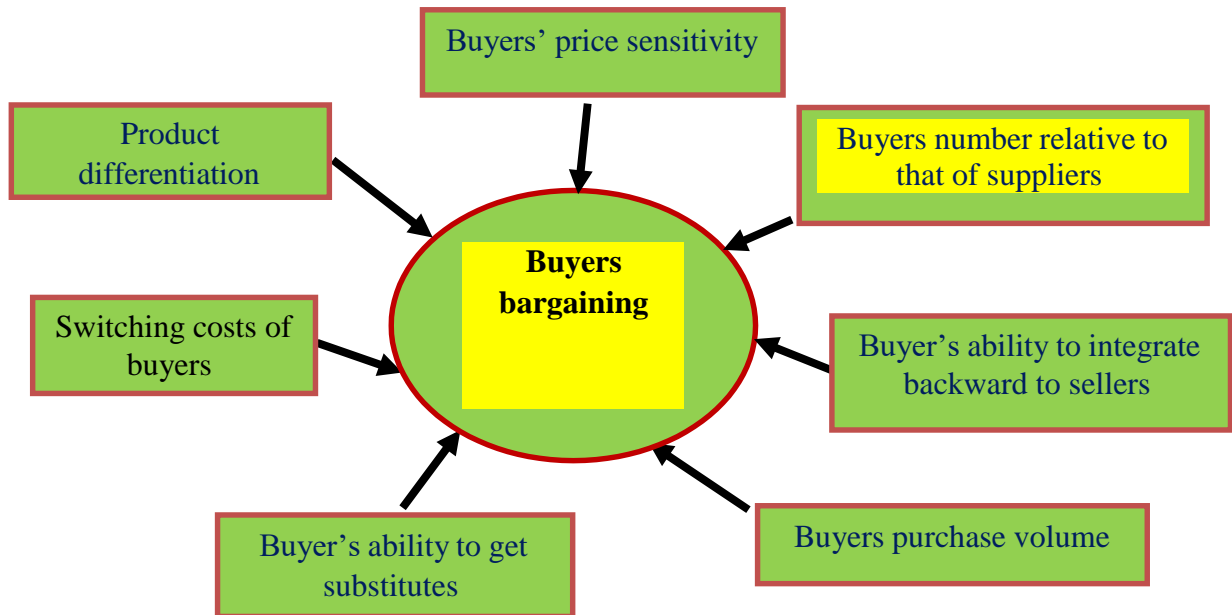 Buyers’ price sensitivity
Product
differentiation
Buyers number relative to
that of suppliers
Buyers
bargaining
Switching costs of
buyers
Buyer’s ability to integrate
backward to sellers
Buyer’s ability to get
substitutes
Buyers purchase volume